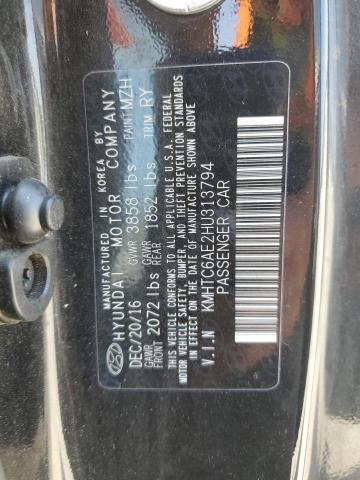 MANUFACTURED IN KOREA BY
HYUNDAI MOTOR COMPANY
DEC/20/16 GVWR 3858 lbs PAINT MZH
GAWR FRONT 2072 lbs GAWR REAR 1852 lbs TRIM RY
THIS VEHICLE CONFORMS TO ALL APPLICABLE U.S.A. FEDERAL
MOTOR VEHICLE SAFETY, BUMPER, AND THEFT PREVENTION STANDARDS
IN EFFECT ON THE DATE OF MANUFACTURE SHOWN ABOVE
V.I.N KMHTC6AE2HU313794
PASSENGER CAR